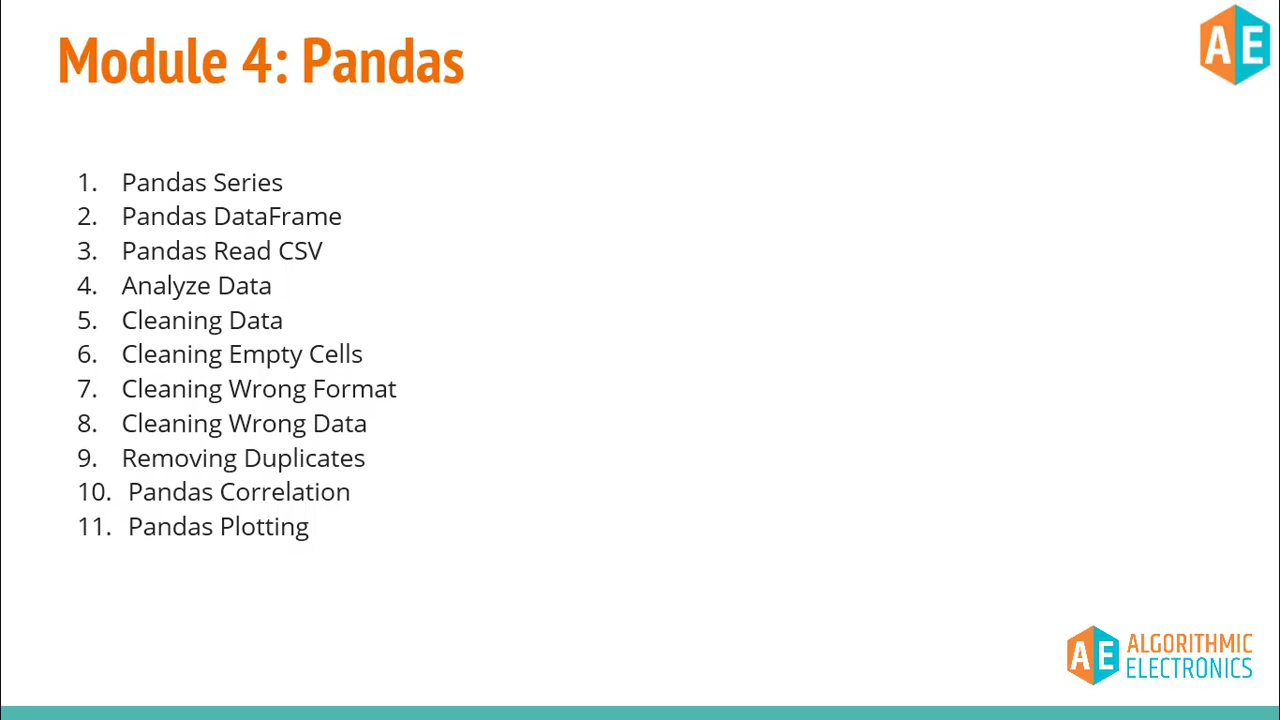 Module 4: Pandas
AE
1. Pandas Series
2. Pandas DataFrame
3. Pandas Read CSV
4. Analyze Data
5. Cleaning Data
6. Cleaning Empty Cells
7. Cleaning Wrong Format
8. Cleaning Wrong Data
9. Removing Duplicates
10. Pandas Correlation
11. Pandas Plotting
AE ALGORITHMIC
ELECTRONICS